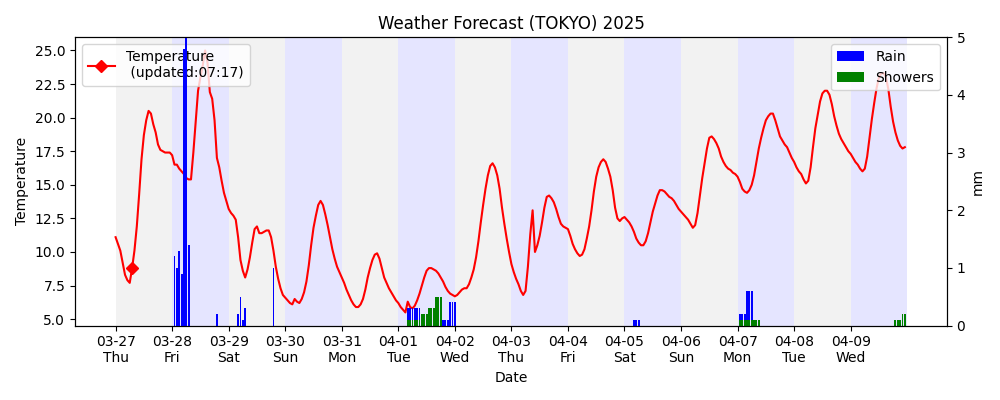 Weather Forecast (TOKYO) 2025
Temperature
(updated:07:17)
Rain
Showers
Temperature
25.0
22.5
20.0
17.5
15.0
12.5
10.0
7.5
5.0
5
4
3
2
1
0
mm
03-27 03-28 03-29 03-30 03-31 04-01 04-02 04-03 04-04 04-05 04-06 04-07 04-08 04-09
Thu Fri Sat Sun Mon Tue Wed Thu Fri Sat Sun Mon Tue Wed
Date